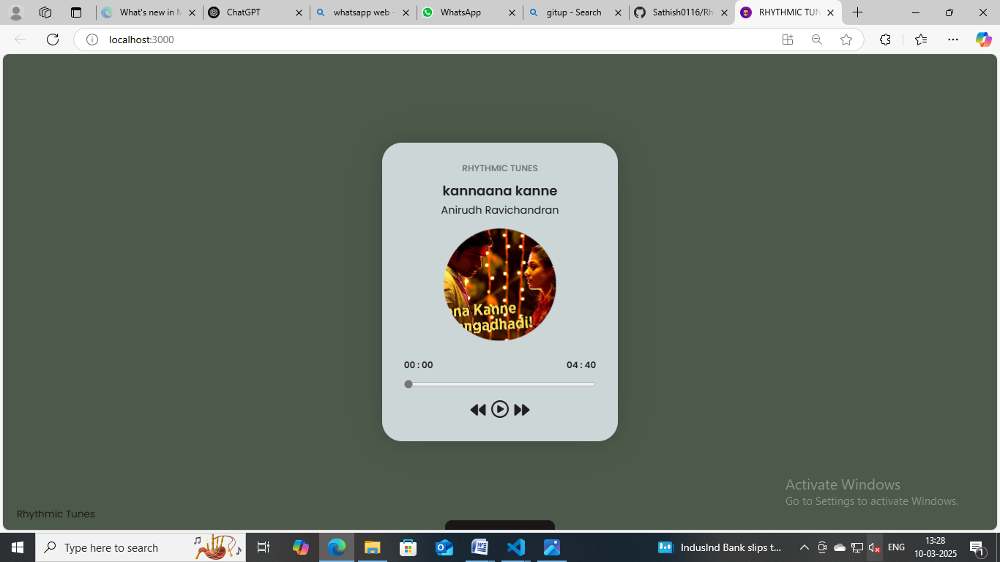 What's new in M
ChatGPT
whatsapp web -
WhatsApp
gitup - Search
Sathish0116/Rhy
RHYTHMIC TUN
localhost:3000
RHYTHMIC TUNES
kannaana kanne
Anirudh Ravichandran
nna Kanne
ngadhadi!
00 : 00
04 : 40
Activate Windows
Go to Settings to activate Windows.
Rhythmic Tunes
Type here to search
IndusInd Bank slips t...
ENG
13:28
10-03-2025
1